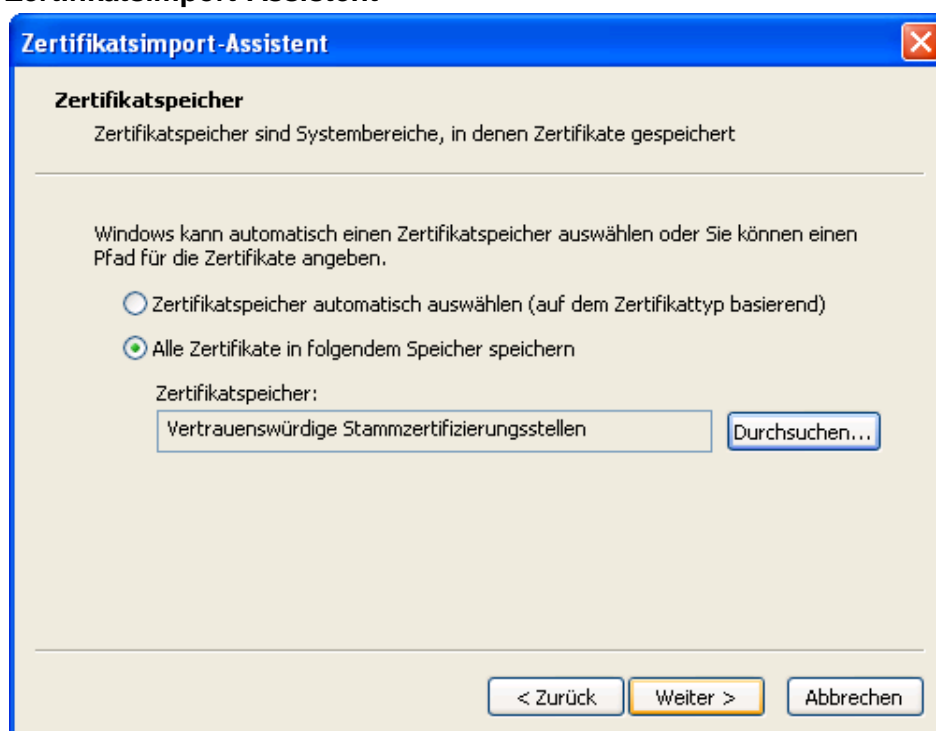 Zertifikatsimport-Assistent
Zertifikatspeicher
Zertifikatspeicher sind Systembereiche, in denen Zertifikate gespeichert
Windows kann automatisch einen Zertifikatspeicher auswählen oder Sie können einen
Pfad für die Zertifikate angeben.
Zertifikatspeicher automatisch auswählen (auf dem Zertifikattyp basierend)
Alle Zertifikate in folgendem Speicher speichern
Zertifikatspeicher:
Vertrauenswürdige Stammzertifizierungsstellen
Durchsuchen...
< Zurück Weiter > Abbrechen